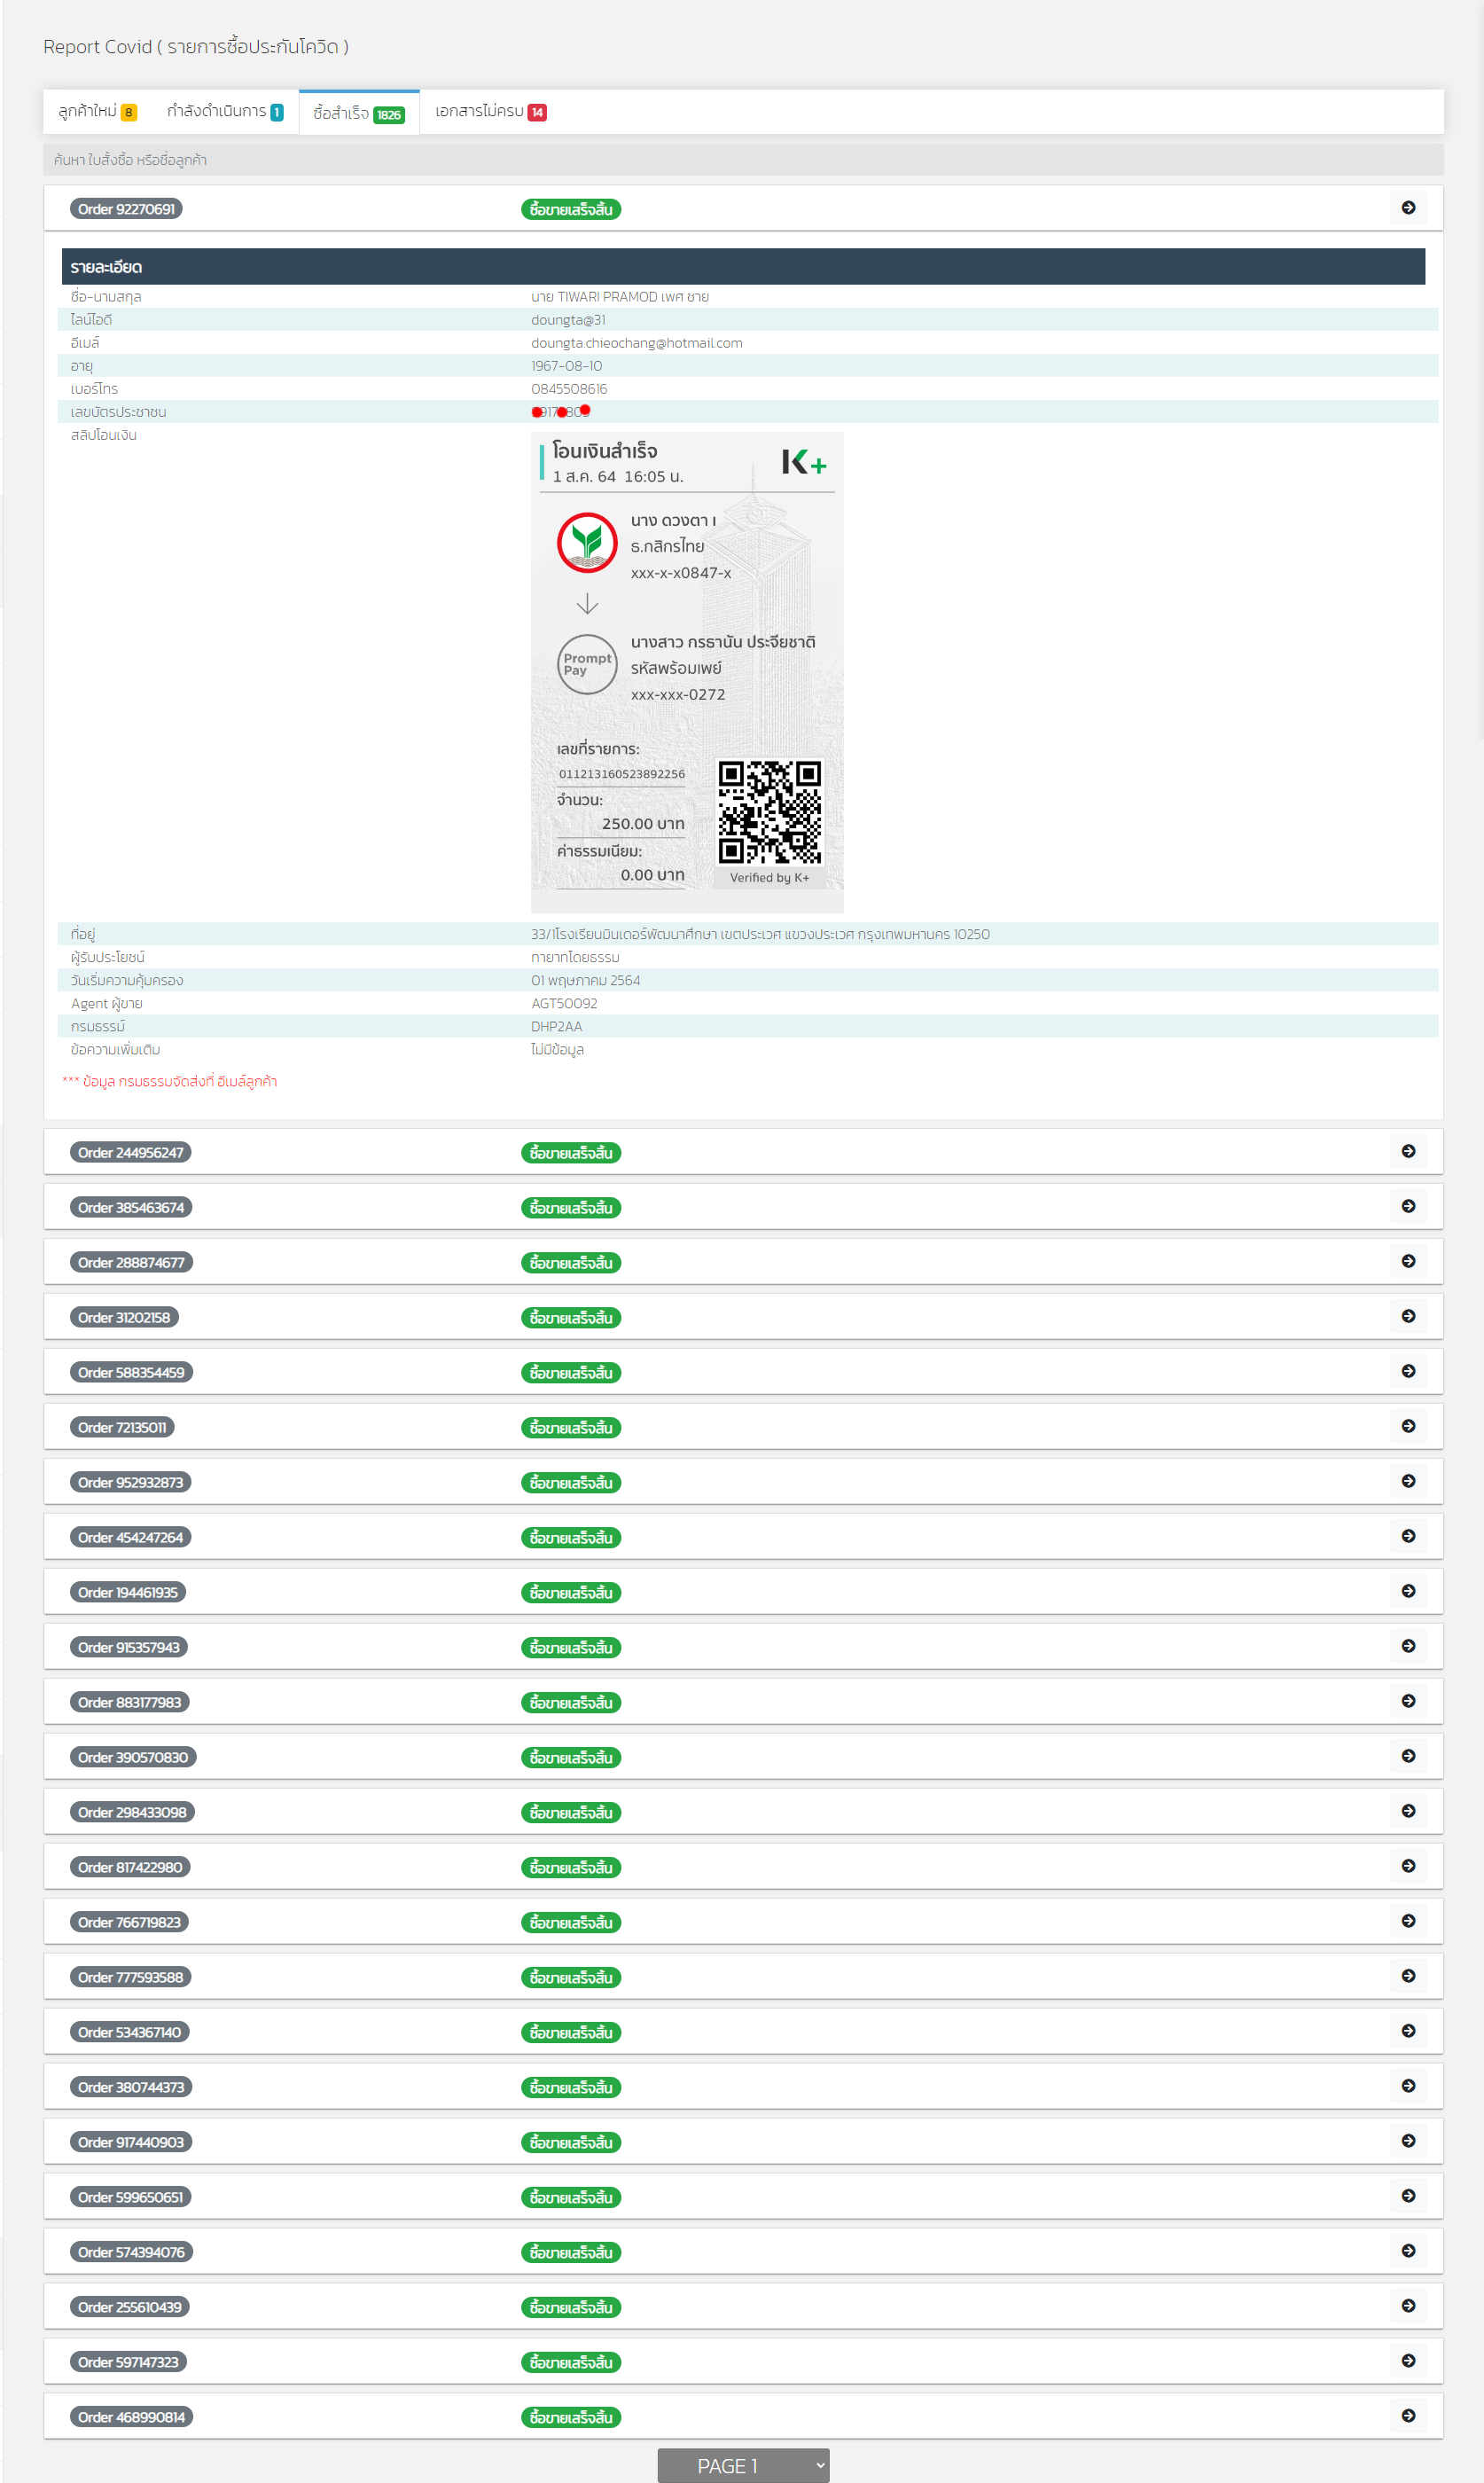 Report Covid ( รายการซื้อประกันโควิด )
ลูกค้าใหม่ 8 กำลังดำเนินการ 1 ซื้อสำเร็จ 1826 เอกสารไม่ครบ 14
ค้นหา ใบสั่งซื้อ หรือชื่อลูกค้า
Order 92270691 ซื้อขายเสร็จสิ้น
รายละเอียด
ชื่อ-นามสกุล นาย TIWARI PRAMOD เพศ ชาย
ไลน์ไอดี doungta@31
อีเมล์ doungta.chieochang@hotmail.com
อายุ 1967-08-10
เบอร์โทร 0845508616
เลขบัตรประชาชน
สลิปโอนเงิน
โอนเงินสำเร็จ
1 ส.ค. 64 16:05 น.
K+
นาง ดวงตา เ
ธ.กสิกรไทย
xxx-x-x0847-x
Prompt Pay
นางสาว กรธานัน ประจียชาติ
รหัสพร้อมเพย์
xxx-xxx-0272
เลขที่รายการ:
011213160523892256
จำนวน:
250.00 บาท
ค่าธรรมเนียม:
0.00 บาท
Verified by K+
ที่อยู่ 33/1โรงเรียนมินเดอร์พัฒนาศึกษา เขตประเวศ แขวงประเวศ กรุงเทพมหานคร 10250
ผู้รับประโยชน์ ทายาทโดยธรรม
วันเริ่มความคุ้มครอง 01 พฤษภาคม 2564
Agent ผู้ขาย AGT50092
กรมธรรม์ DHP2AA
ข้อความเพิ่มเติม ไม่มีข้อมูล
*** ข้อมูล กรมธรรมจัดส่งที่ อีเมล์ลูกค้า
Order 244956247 ซื้อขายเสร็จสิ้น
Order 385463674 ซื้อขายเสร็จสิ้น
Order 288874677 ซื้อขายเสร็จสิ้น
Order 31202158 ซื้อขายเสร็จสิ้น
Order 588354459 ซื้อขายเสร็จสิ้น
Order 72135011 ซื้อขายเสร็จสิ้น
Order 952932873 ซื้อขายเสร็จสิ้น
Order 454247264 ซื้อขายเสร็จสิ้น
Order 194461935 ซื้อขายเสร็จสิ้น
Order 915357943 ซื้อขายเสร็จสิ้น
Order 883177983 ซื้อขายเสร็จสิ้น
Order 390570830 ซื้อขายเสร็จสิ้น
Order 298433098 ซื้อขายเสร็จสิ้น
Order 817422980 ซื้อขายเสร็จสิ้น
Order 766719823 ซื้อขายเสร็จสิ้น
Order 777593588 ซื้อขายเสร็จสิ้น
Order 534367140 ซื้อขายเสร็จสิ้น
Order 380744373 ซื้อขายเสร็จสิ้น
Order 917440903 ซื้อขายเสร็จสิ้น
Order 599650651 ซื้อขายเสร็จสิ้น
Order 574394076 ซื้อขายเสร็จสิ้น
Order 255610439 ซื้อขายเสร็จสิ้น
Order 597147323 ซื้อขายเสร็จสิ้น
Order 468990814 ซื้อขายเสร็จสิ้น
PAGE 1